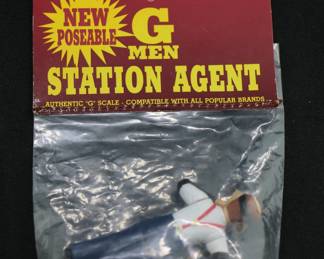 NEW
POSEABLE
G
MEN
STATION AGENT
AUTHENTIC 'G' SCALE - COMPATIBLE WITH ALL POPULAR BRANDS